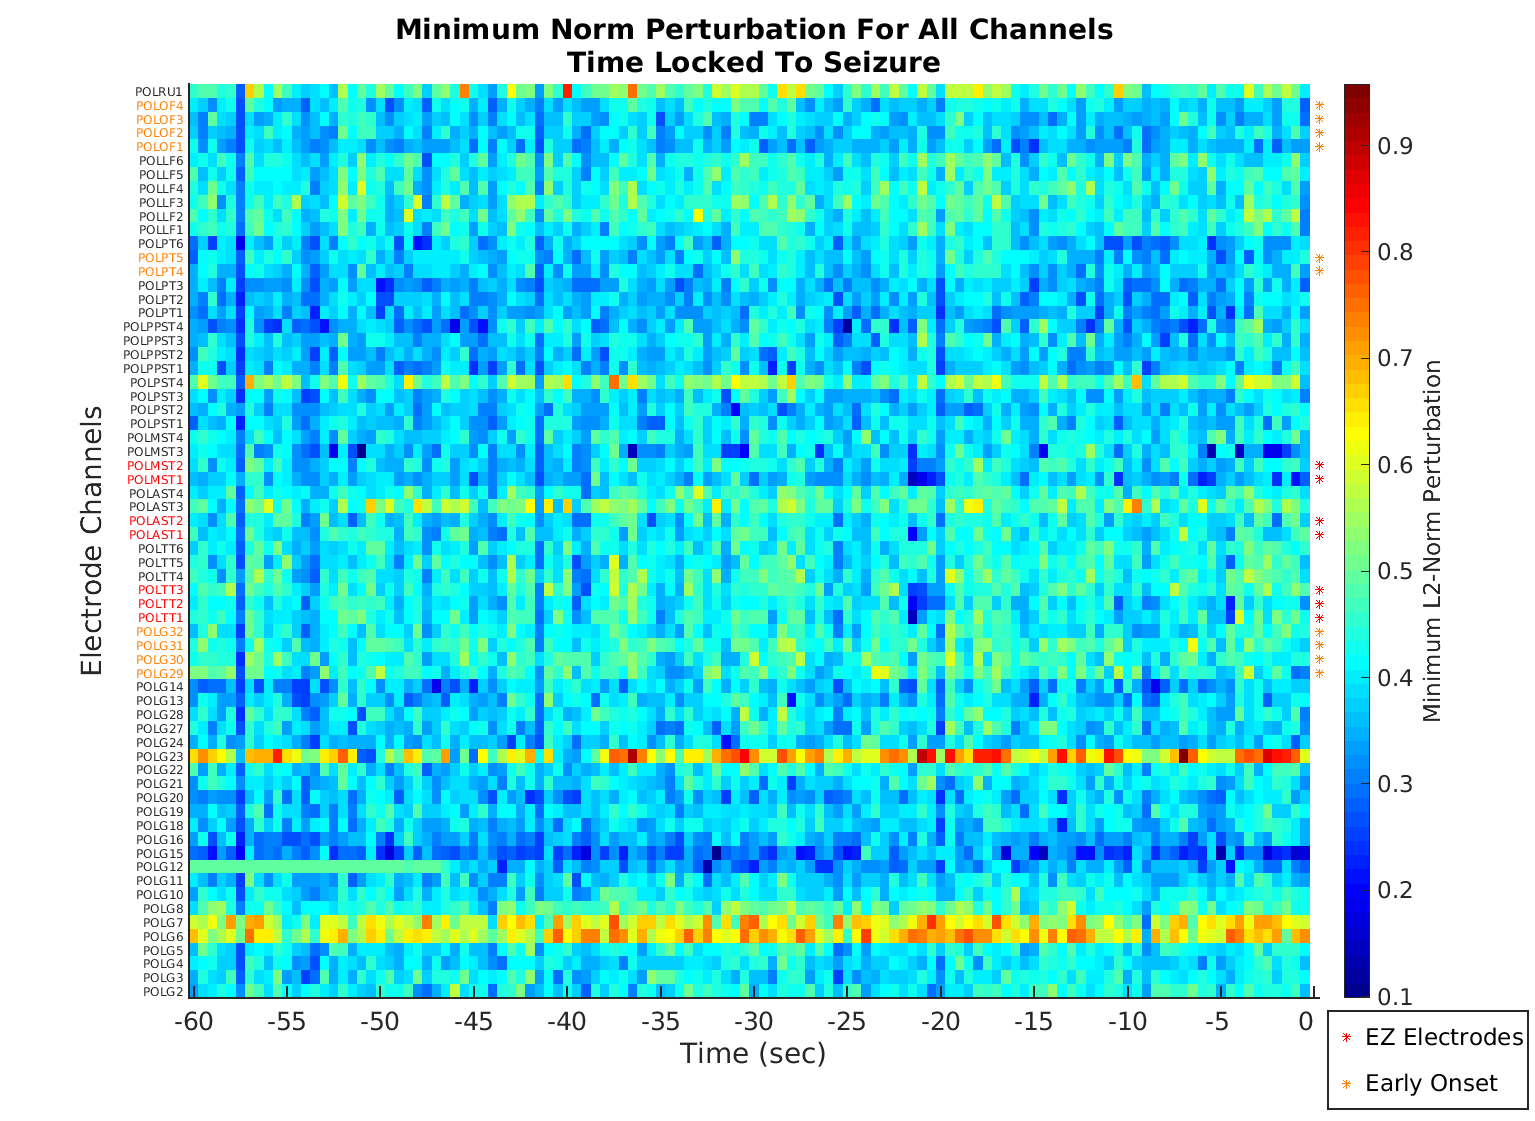 Minimum Norm Perturbation For All Channels
Time Locked To Seizure
Electrode Channels
POLRU1
POLOF4
POLOF3
POLOF2
POLOF1
POLLF6
POLLF5
POLLF4
POLLF3
POLLF2
POLLF1
POLPT6
POLPT5
POLPT4
POLPT3
POLPT2
POLPT1
POLPPST4
POLPPST3
POLPPST2
POLPPST1
POLPST4
POLPST3
POLPST2
POLPST1
POLMST4
POLMST3
POLMST2
POLMST1
POLAST4
POLAST3
POLAST2
POLAST1
POLTT6
POLTT5
POLTT4
POLTT3
POLTT2
POLTT1
POLG32
POLG31
POLG30
POLG29
POLG14
POLG13
POLG28
POLG27
POLG24
POLG23
POLG22
POLG21
POLG20
POLG19
POLG18
POLG16
POLG15
POLG12
POLG11
POLG10
POLG8
POLG7
POLG6
POLG5
POLG4
POLG3
POLG2
-60 -55 -50 -45 -40 -35 -30 -25 -20 -15 -10 -5 0
Time (sec)
0.9
0.8
0.7
0.6
0.5
0.4
0.3
0.2
0.1
Minimum L2-Norm Perturbation
EZ Electrodes
Early Onset